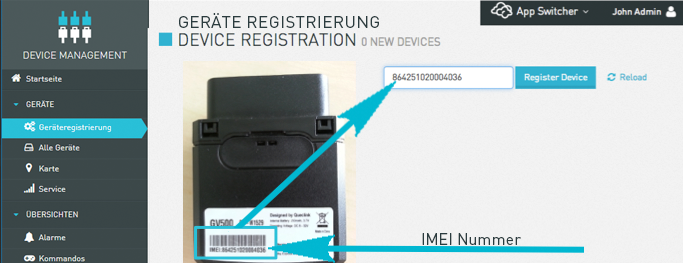 GERÄTE REGISTRIERUNG
App Switcher
John Admin
DEVICE REGISTRATION 0 NEW DEVICES
DEVICE MANAGEMENT
Startseite
GERÄTE
Geräteregistrierung
Alle Geräte
Karte
Service
ÜBERSICHTEN
Alarme
Kommandos
864251020004036
Register Device
Reload
Designed by Queclink
GV500
IMEI:864251020004036
IMEI Nummer